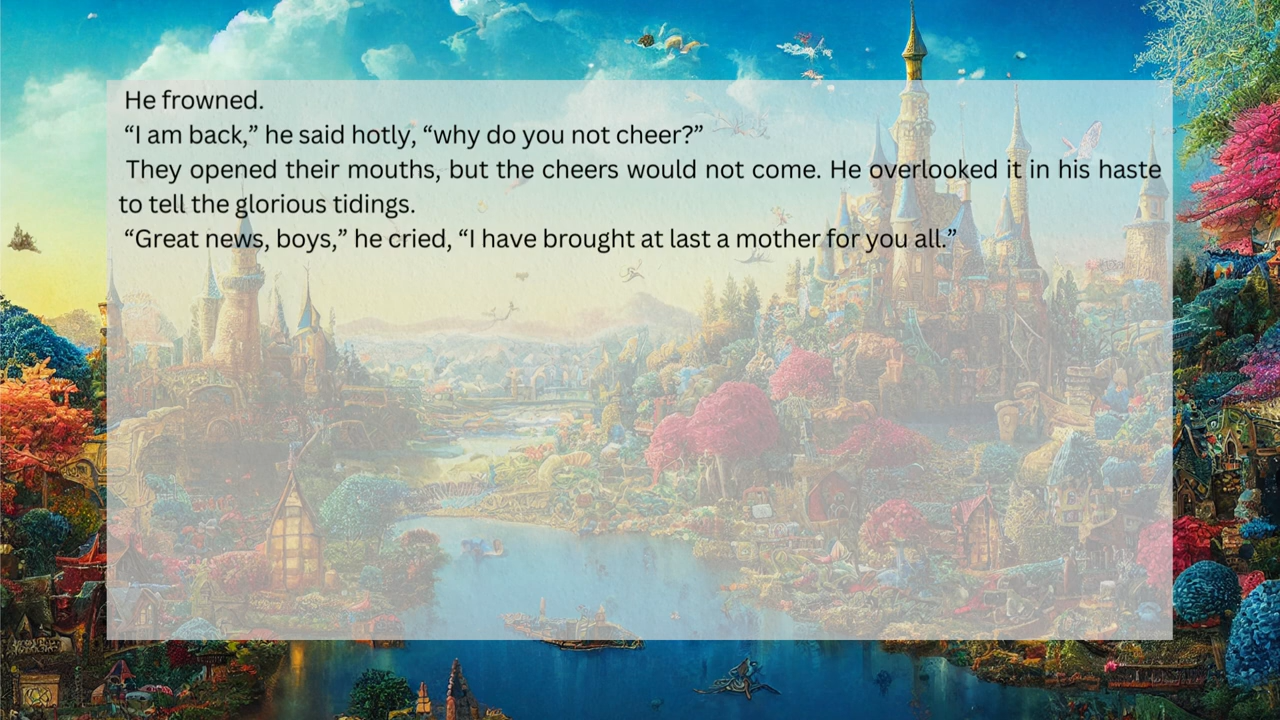 He frowned.
“I am back,” he said hotly, “why do you not cheer?”
They opened their mouths, but the cheers would not come. He overlooked it in his haste
to tell the glorious tidings.
“Great news, boys,” he cried, “I have brought at last a mother for you all.”